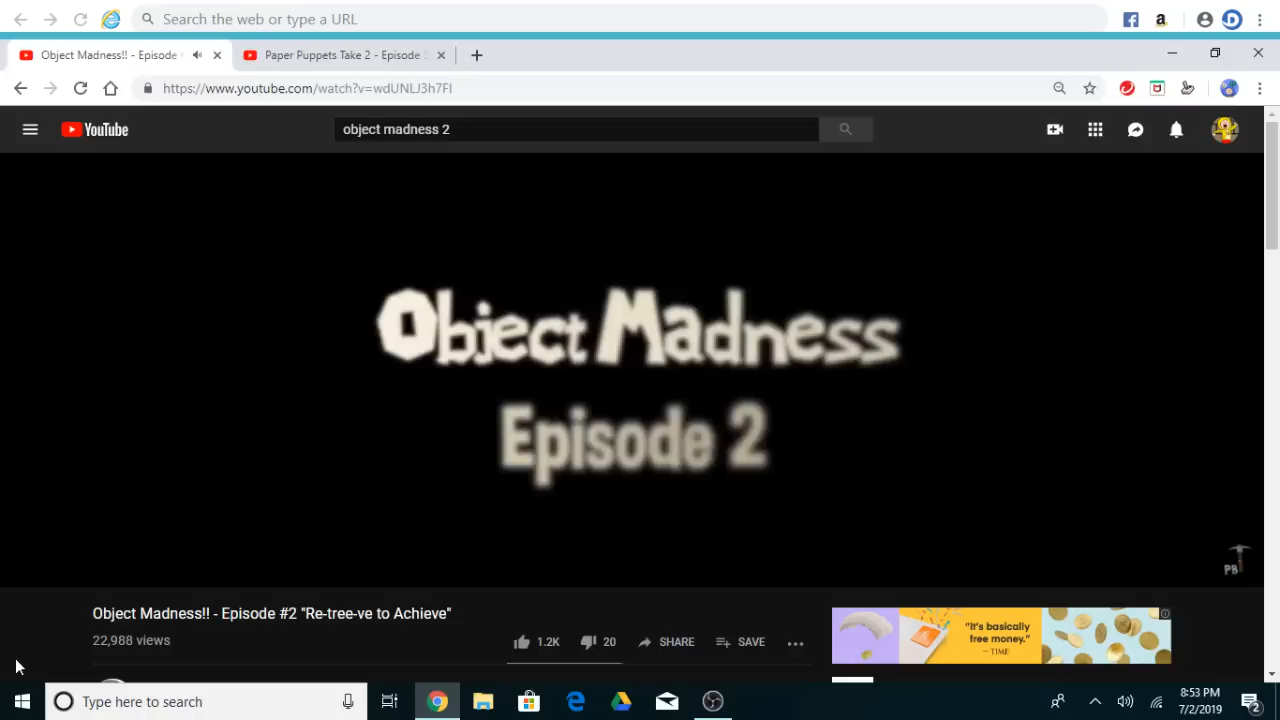 Search the web or type a URL
Object Madness!! - Episode
Paper Puppets Take 2 - Episode
https://www.youtube.com/watch?v=wdUNLJ3h7FI
YouTube
object madness 2
Object Madness
Episode 2
PB
Object Madness!! - Episode #2 "Re-tree-ve to Achieve"
22,988 views
1.2K
20
SHARE
SAVE
"It's basically
free money."
— TIME
Type here to search
8:53 PM
7/2/2019
2